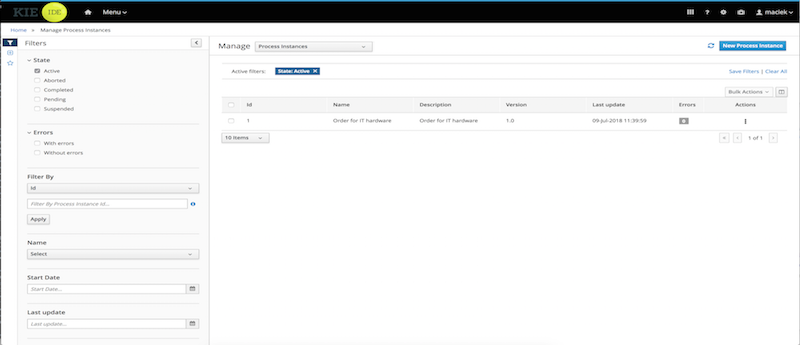 KIE IDE Menu maciek
Home » Manage Process Instances
Filters
State
Active
Aborted
Completed
Pending
Suspended
Errors
With errors
Without errors
Filter By
Id
Filter By Process Instance Id...
Apply
Name
Select
Start Date
Start Date...
Last update
Last update...
Manage Process Instances New Process Instance
Active filters: State: Active × Save Filters | Clear All
Bulk Actions
Id Name Description Version Last update Errors Actions
1 Order for IT hardware Order for IT hardware 1.0 09-Jul-2018 11:39:59 0
10 Items 1 of 1